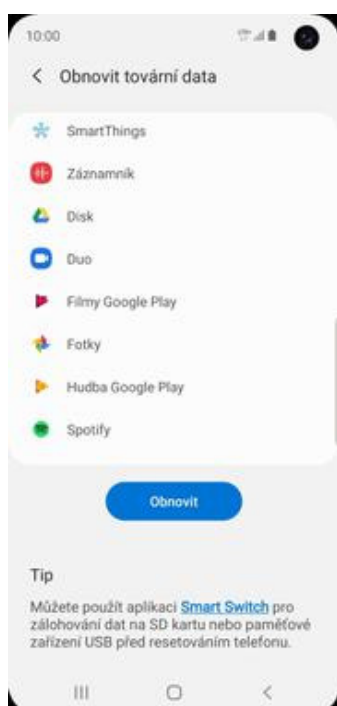 10:00
Obnovit tovární data
SmartThings
Záznamník
Disk
Duo
Filmy Google Play
Fotky
Hudba Google Play
Spotify
Obnovit
Tip
Můžete použít aplikaci Smart Switch pro
zálohování dat na SD kartu nebo paměťové
zařízení USB před resetováním telefonu.